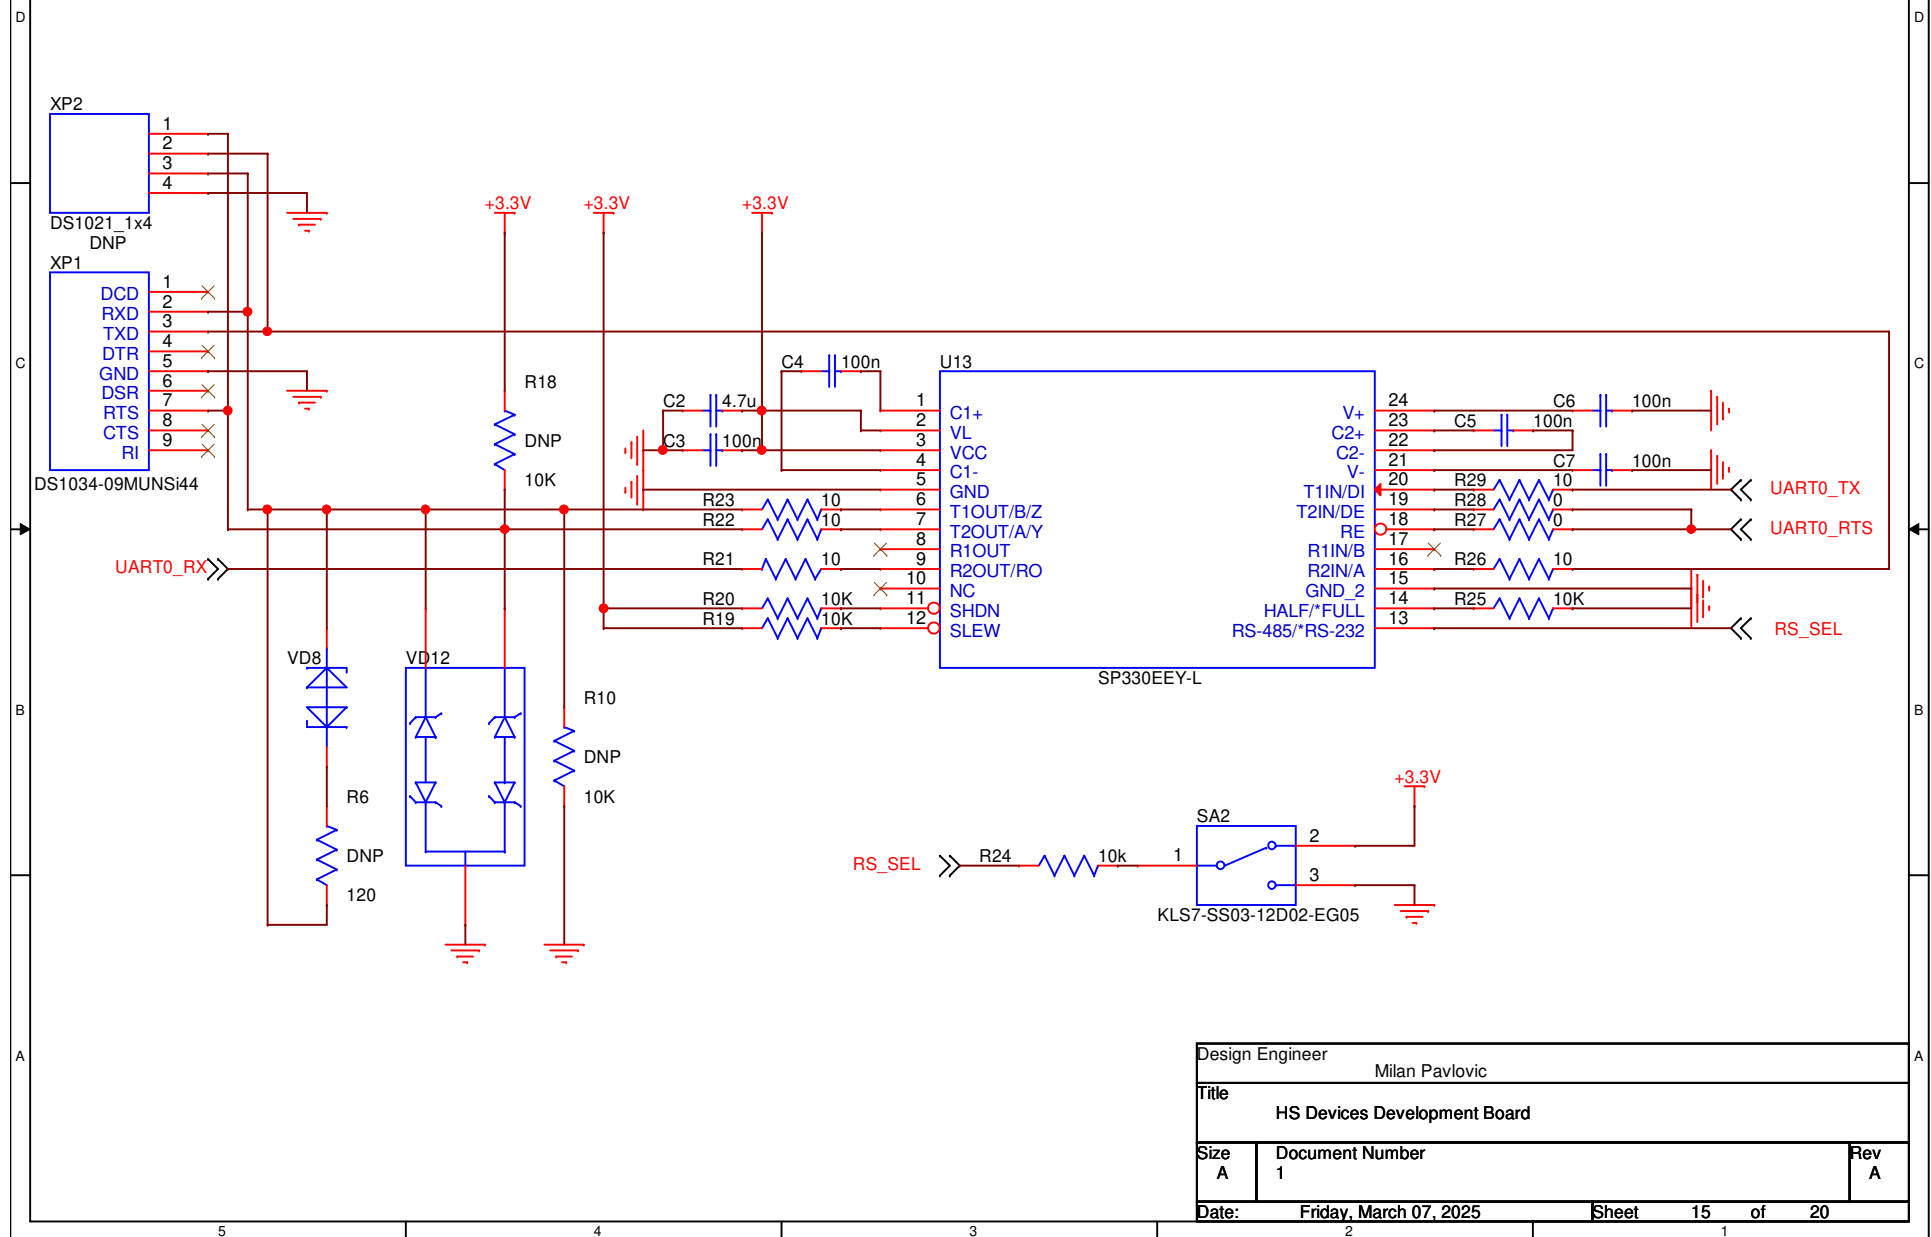 D
D
XP2
1
2
3
4
DS1021_1x4
DNP
XP1
DCD 1
RXD 2
TXD 3
DTR 4
GND 5
DSR 6
RTS 7
CTS 8
RI 9
DS1034-09MUNSi44
+3.3V
+3.3V
+3.3V
C
C
R18
DNP
10K
C4 100n
C2 4.7u
C3 100n
U13
1 C1+
2 VL
3 VCC
4 C1-
5 GND
6 T1OUT/B/Z
7 T2OUT/A/Y
8 R1OUT
9 R2OUT/RO
10 NC
11 SHDN
12 SLEW
V+ 24
C2+ 23
C2- 22
V- 21
T1IN/DI 20
T2IN/DE 19
RE 18
R1IN/B 17
R2IN/A 16
GND_2 15
HALF/*FULL 14
RS-485/*RS-232 13
SP330EEY-L
R23 10
R22 10
UART0_RX
R21 10
R20 10K
R19 10K
C6 100n
C5 100n
C7 100n
R29 10
UART0_TX
R28 0
R27 0
UART0_RTS
R26 10
R25 10K
RS_SEL
VD8
VD12
R10
DNP
10K
R6
DNP
120
B
B
+3.3V
SA2
RS_SEL
R24 10k
1
2
3
KLS7-SS03-12D02-EG05
A
A
Design Engineer
Milan Pavlovic
Title
HS Devices Development Board
Size
A
Document Number
1
Rev
A
Date: Friday, March 07, 2025
Sheet 15 of 20
5 4 3 2 1